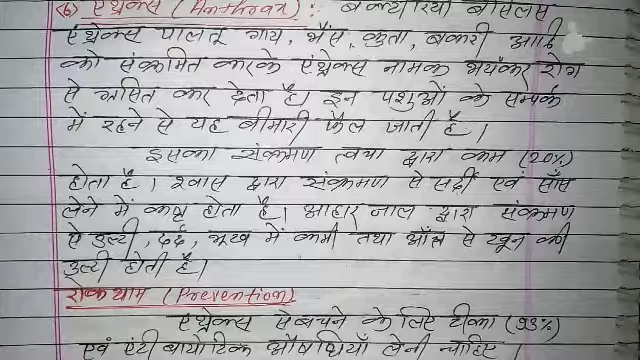 (6) एंथ्रेक्स (Anthrax) :. बैक्टीरिया बेसिलस
एंथ्रेक्स पालतू गाय, भैंस, कुता, बकरी आदि
को संक्रमित करके एंथ्रेक्स नामक भयंकर रोग
से ग्रसित कर देता है। इन पशुओं के सम्पर्क
में रहने से यह बीमारी फैल जाती है।
इसका संक्रमण त्वचा द्वारा कम (20%)
होता है। श्वास द्वारा संक्रमण से सर्दी एवं साँस
लेने में कष्ट होता है। आहार नाल द्वारा संक्रमण
से उल्टी, दर्द, भूख में कमी तथा आँत से खून की
उल्टी होती है।
रोकथाम (Prevention)
एंथ्रेक्स से बचने के लिए टीका (93%)
एवं एंटीबायोटिक औषधियाँ लेनी चाहिए